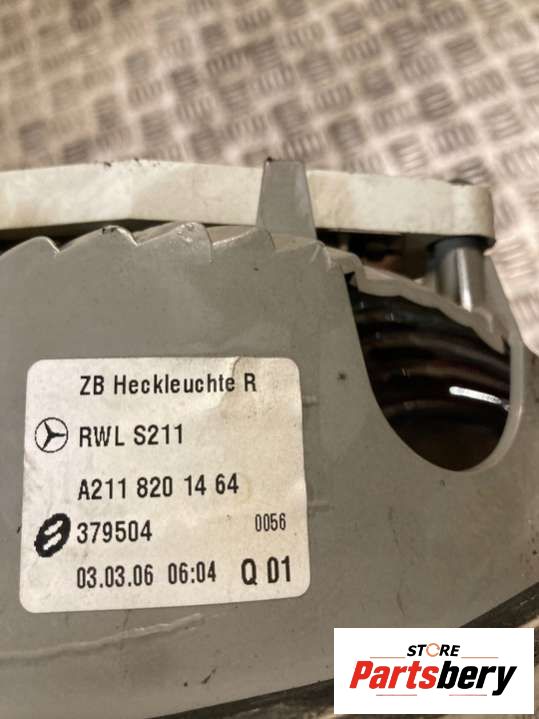 ZB Heckleuchte R
RWL S211
A211 820 14 64
379504 0056
03.03.06 06:04 Q 01
STORE
Partsbery